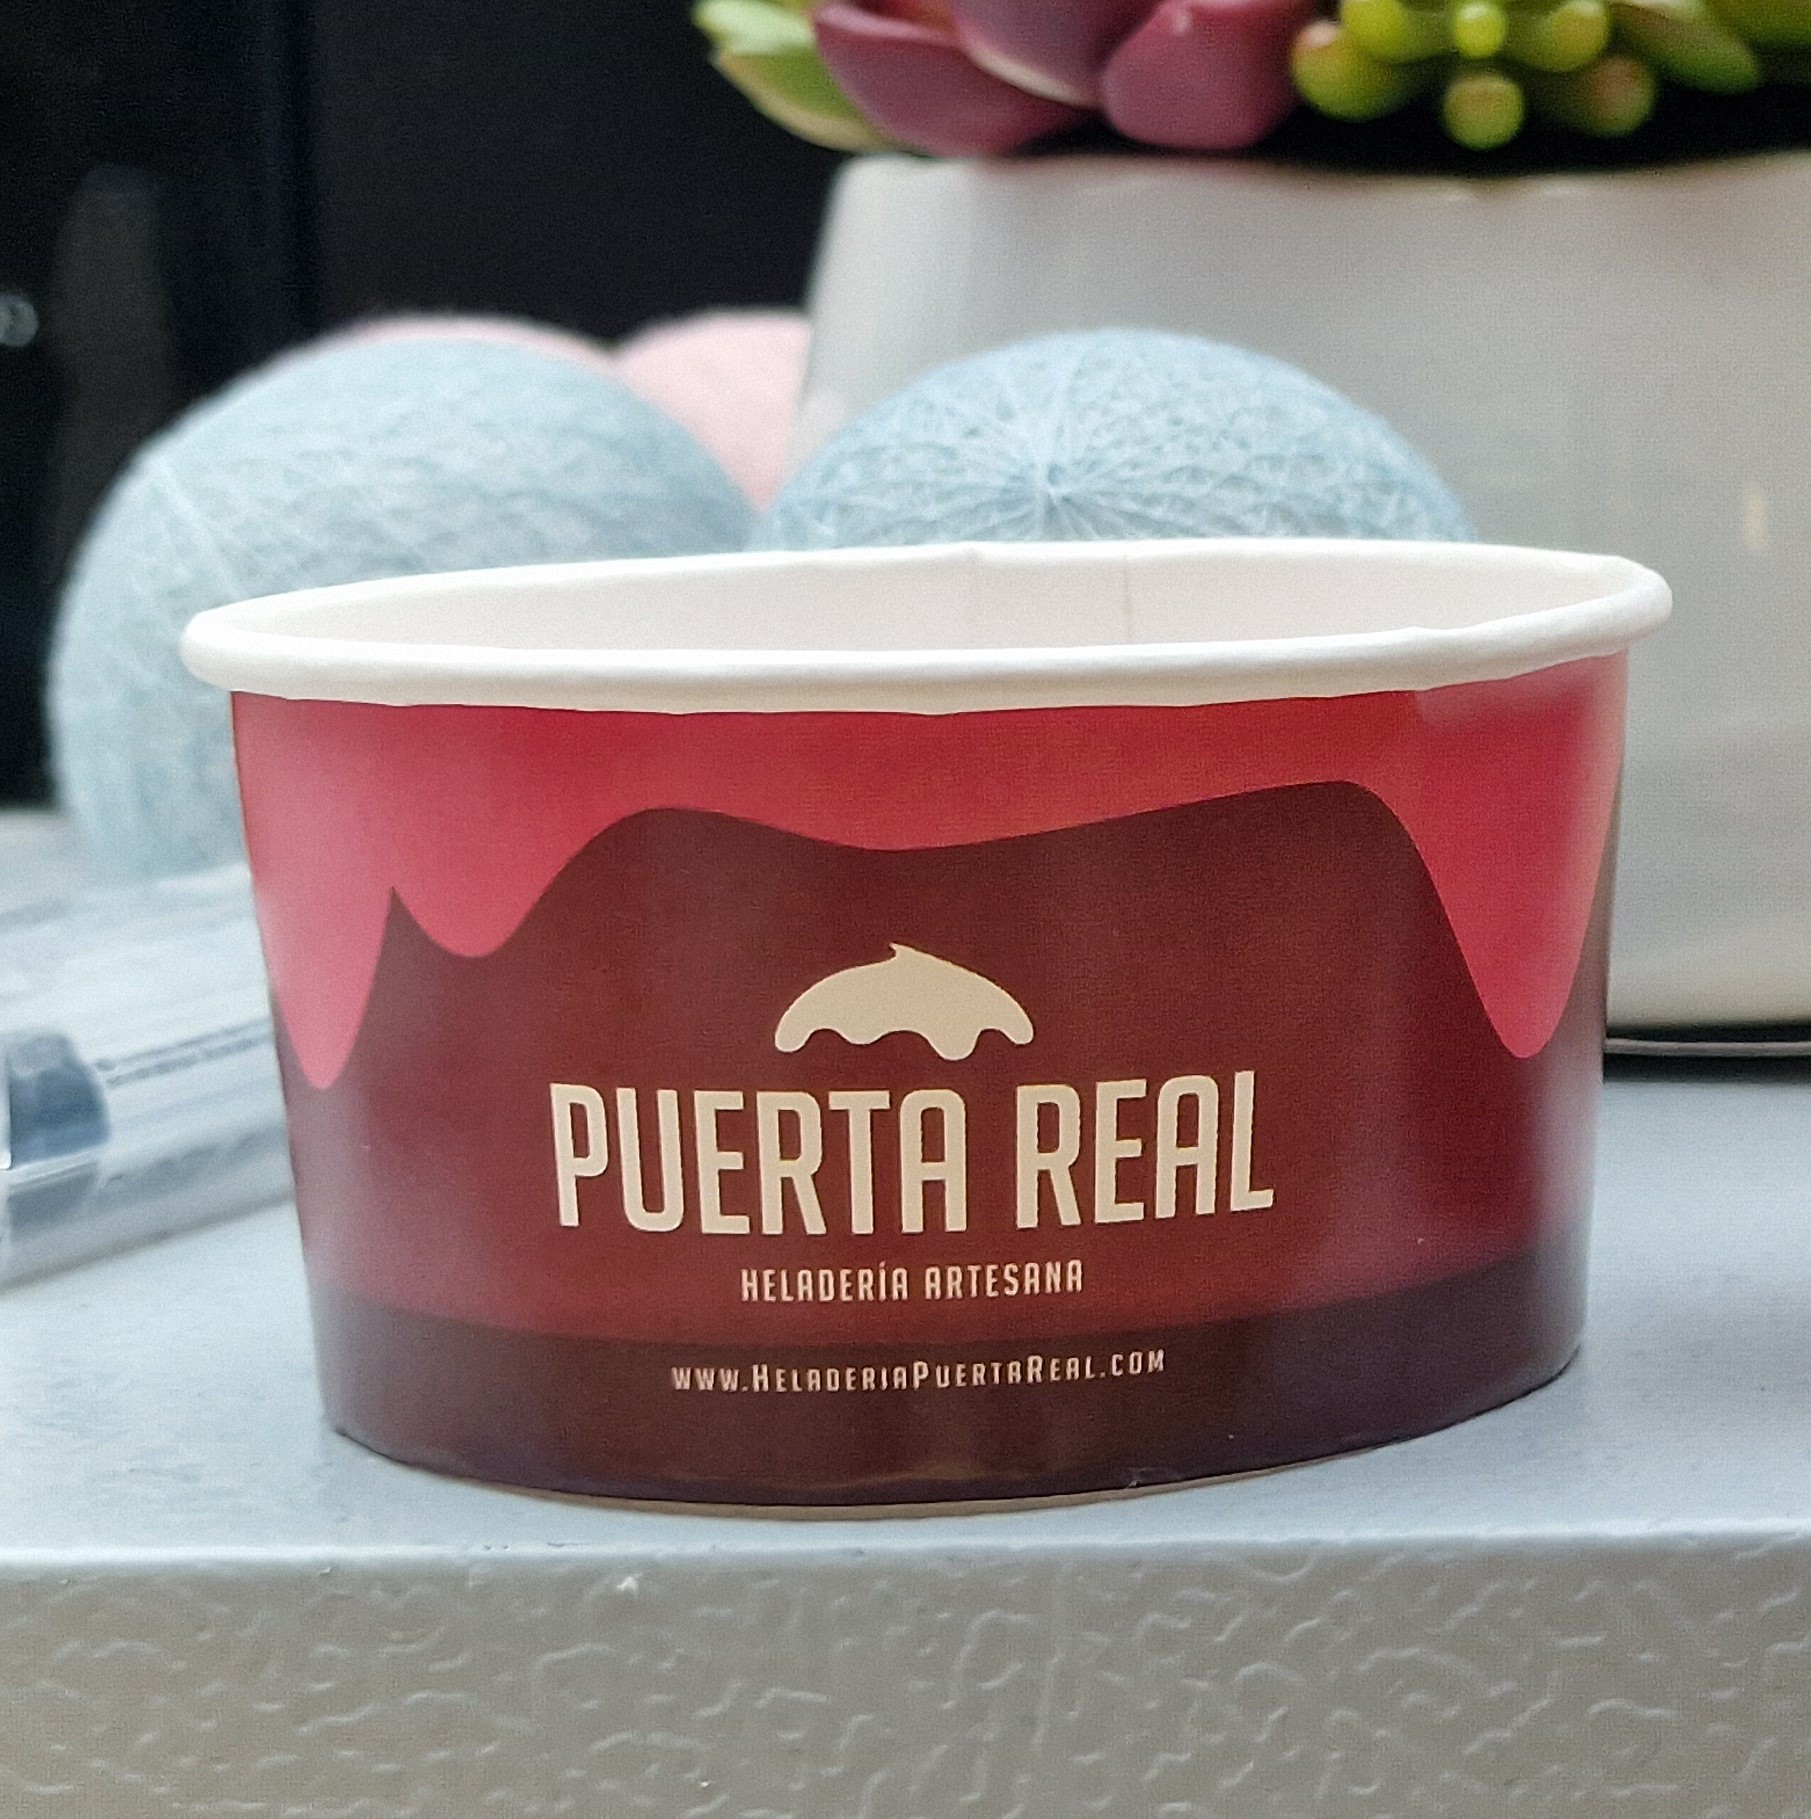 PUERTA REAL
HELADERÍA ARTESANA
www.HeladeriaPuertaReal.com